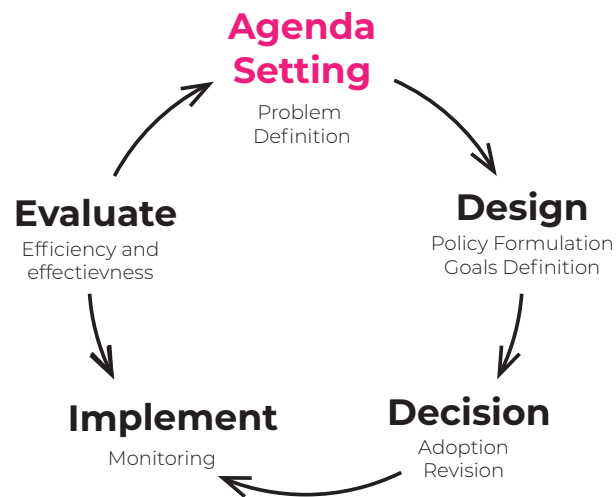 Agenda
Setting
Problem
Definition
Design
Policy Formulation
Goals Definition
Decision
Adoption
Revision
Implement
Monitoring
Evaluate
Efficiency and
effectievness